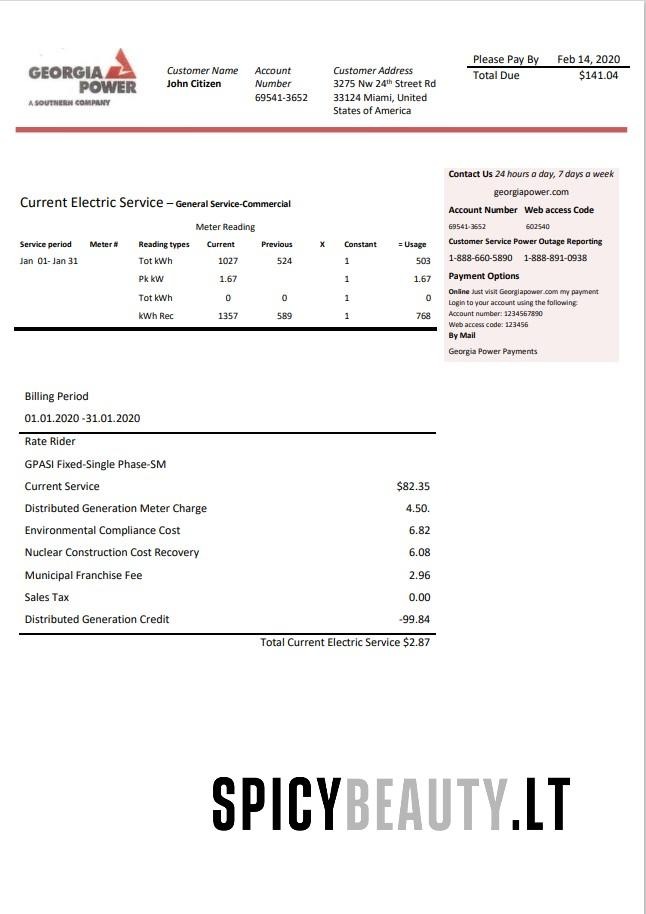 GEORGIA
POWER
A SOUTHERN COMPANY
Customer Name
John Citizen
Account
Number
69541-3652
Customer Address
3275 Nw 24th Street Rd
33124 Miami, United
States of America
Please Pay By Feb 14, 2020
Total Due $141.04
Current Electric Service – General Service-Commercial
Meter Reading
Service period Meter # Reading types Current Previous X Constant = Usage
Jan 01- Jan 31 Tot kWh 1027 524 1 503
Pk kW 1.67 1 1.67
Tot kWh 0 0 1 0
kWh Rec 1357 589 1 768
Contact Us 24 hours a day, 7 days a week
georgiapower.com
Account Number Web access Code
69541-3652 602540
Customer Service Power Outage Reporting
1-888-660-5890 1-888-891-0938
Payment Options
Online Just visit Georgiapower.com my payment
Login to your account using the following:
Account number: 1234567890
Web access code: 123456
By Mail
Georgia Power Payments
Billing Period
01.01.2020 -31.01.2020
Rate Rider
GPASI Fixed-Single Phase-SM
Current Service $82.35
Distributed Generation Meter Charge 4.50.
Environmental Compliance Cost 6.82
Nuclear Construction Cost Recovery 6.08
Municipal Franchise Fee 2.96
Sales Tax 0.00
Distributed Generation Credit -99.84
Total Current Electric Service $2.87
SPICYBEAUTY.LT